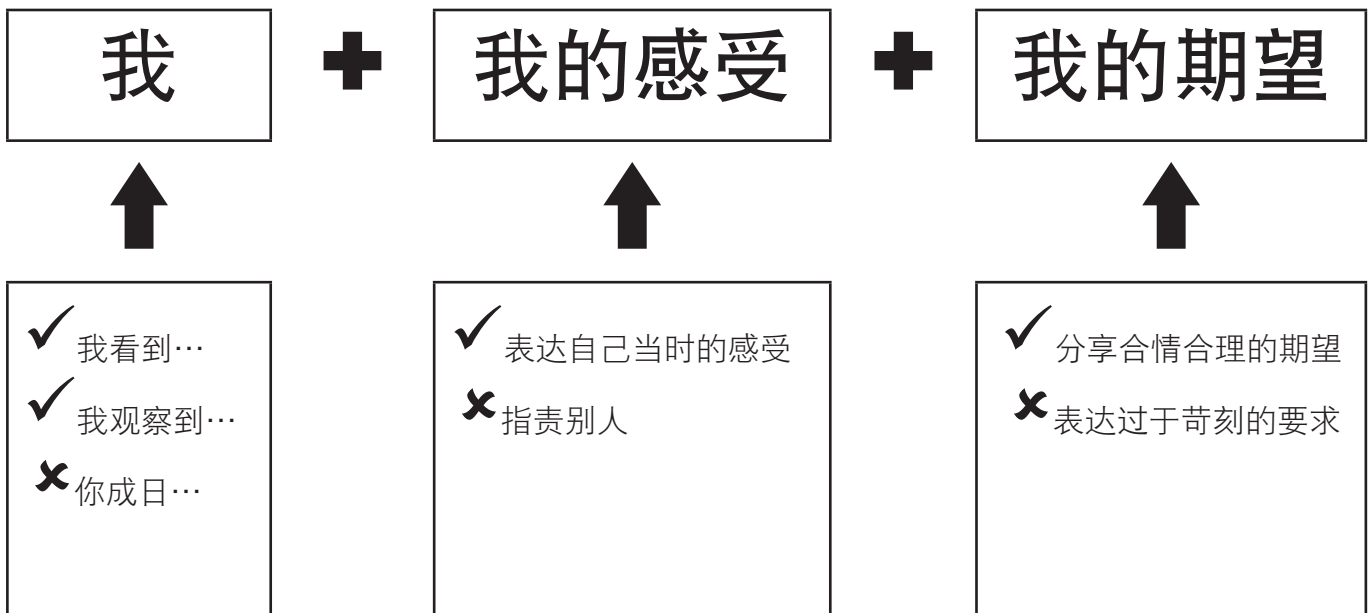 我 + 我的感受 + 我的期望
✓我看到…
✓我观察到…
✘你成日…
✓表达自己当时的感受
✘指责别人
✓分享合情合理的期望
✘表达过于苛刻的要求